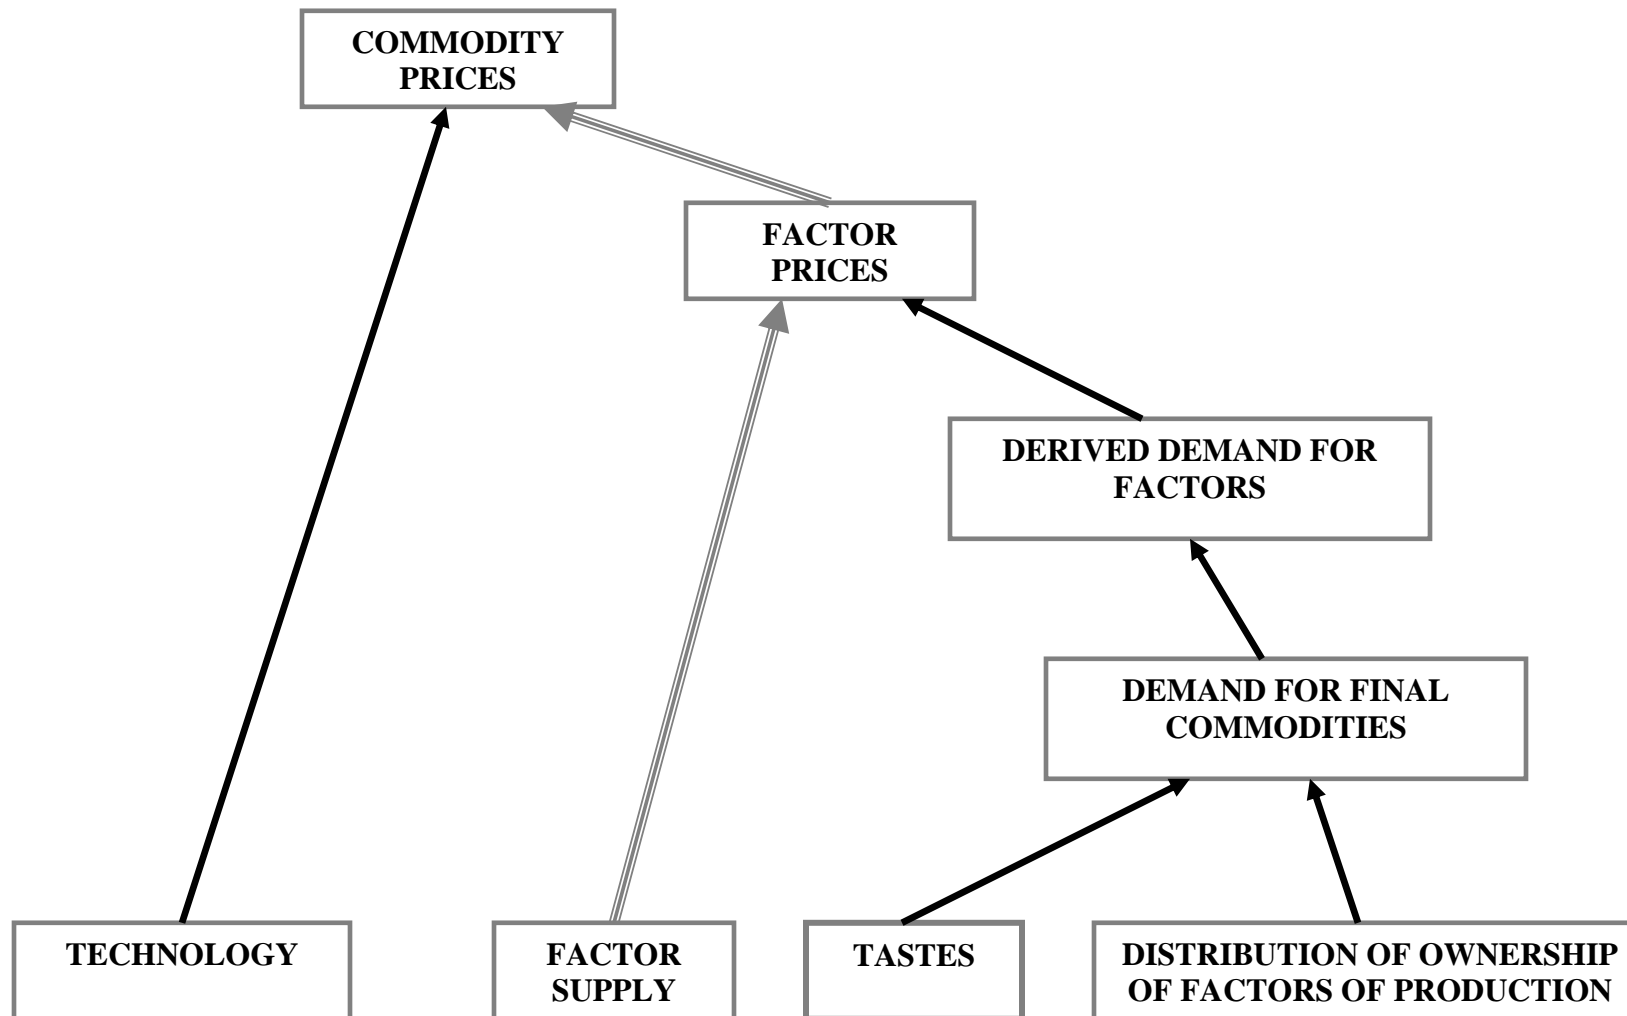 COMMODITY
PRICES
FACTOR
PRICES
DERIVED DEMAND FOR
FACTORS
DEMAND FOR FINAL
COMMODITIES
TECHNOLOGY
FACTOR
SUPPLY
TASTES
DISTRIBUTION OF OWNERSHIP
OF FACTORS OF PRODUCTION